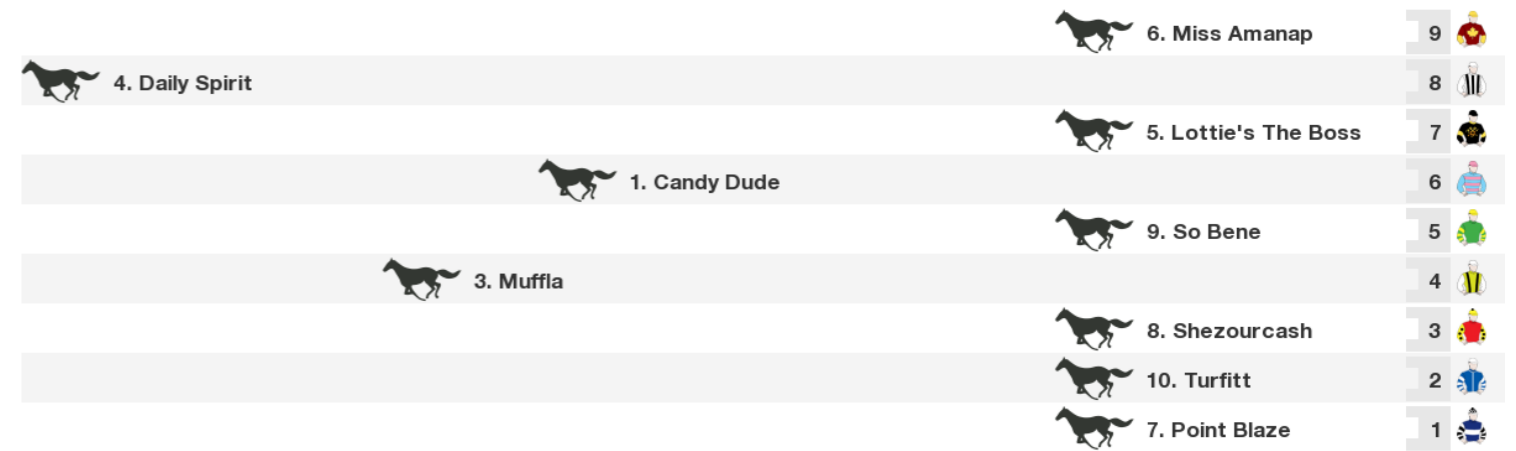 6. Miss Amanap 9
4. Daily Spirit 8
5. Lottie's The Boss 7
1. Candy Dude 6
9. So Bene 5
3. Muffla 4
8. Shezourcash 3
10. Turfitt 2
7. Point Blaze 1